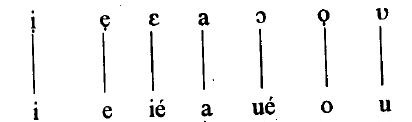 ị ẹ ɛ a ɔ ọ ʋ
i e ié a ué o u